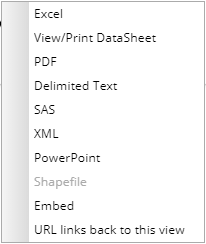 Excel
View/Print DataSheet
PDF
Delimited Text
SAS
XML
PowerPoint
Shapefile
Embed
URL links back to this view